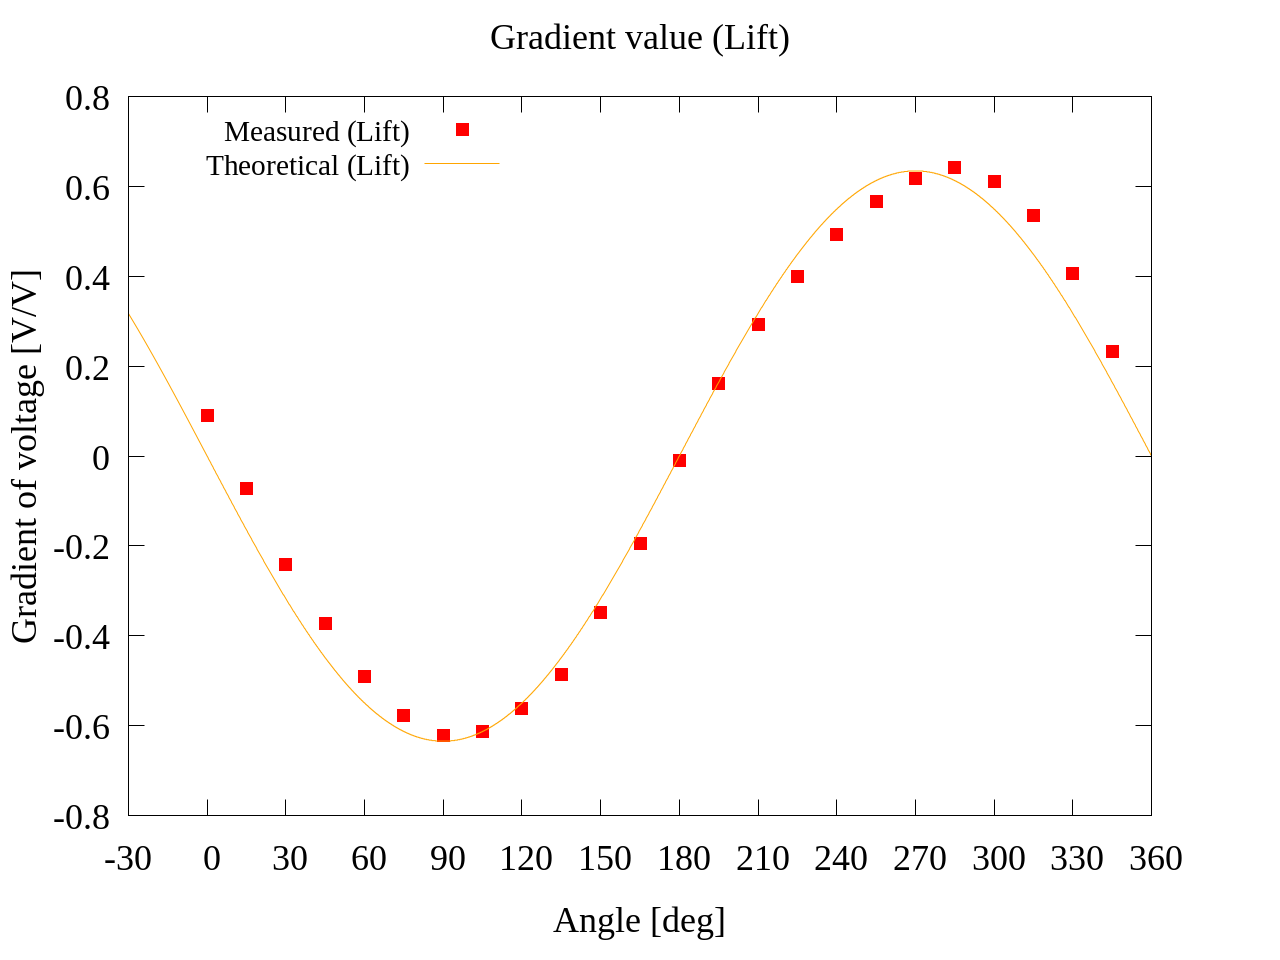 Gradient value (Lift)
Measured (Lift)
Theoretical (Lift)
0.8
0.6
0.4
0.2
0
-0.2
-0.4
-0.6
-0.8
Gradient of voltage [V/V]
-30 0 30 60 90 120 150 180 210 240 270 300 330 360
Angle [deg]